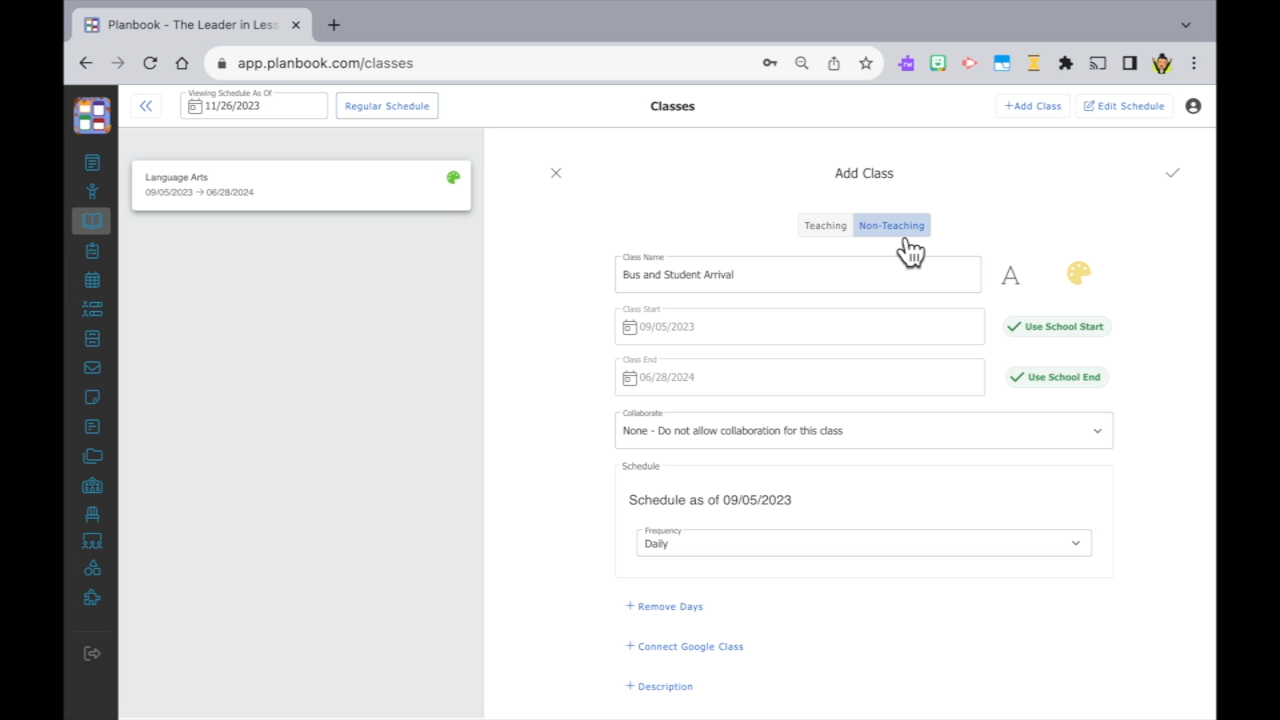 Planbook - The Leader in Less
app.planbook.com/classes
Viewing Schedule As Of
11/26/2023
Regular Schedule
Classes
+Add Class
Edit Schedule
Language Arts
09/05/2023 → 06/28/2024
Add Class
Teaching
Non-Teaching
Class Name
Bus and Student Arrival
A
Class Start
09/05/2023
Use School Start
Class End
06/28/2024
Use School End
Collaborate
None - Do not allow collaboration for this class
Schedule
Schedule as of 09/05/2023
Frequency
Daily
+ Remove Days
+ Connect Google Class
+ Description